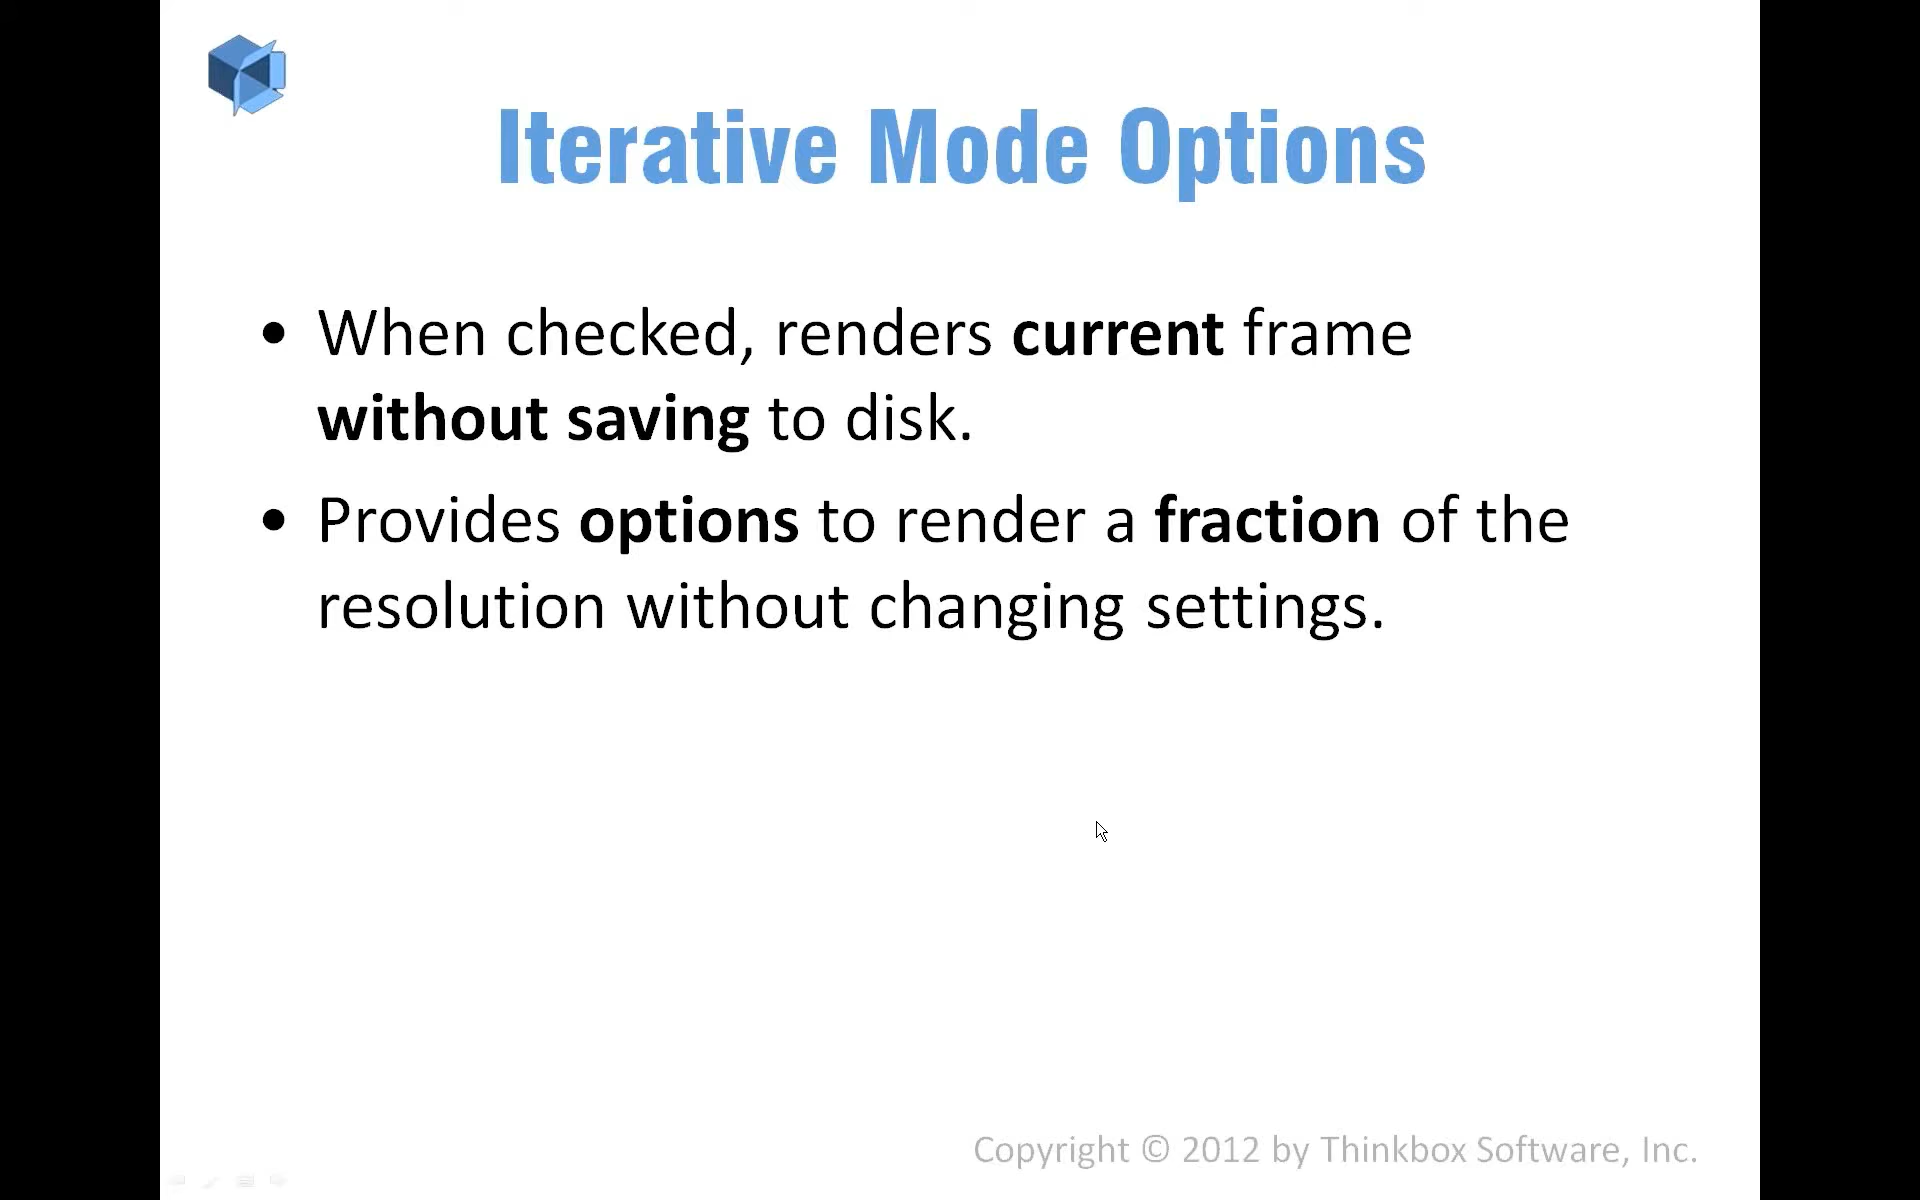 Iterative Mode Options
• When checked, renders current frame
without saving to disk.
• Provides options to render a fraction of the
resolution without changing settings.
Copyright © 2012 by Thinkbox Software, Inc.